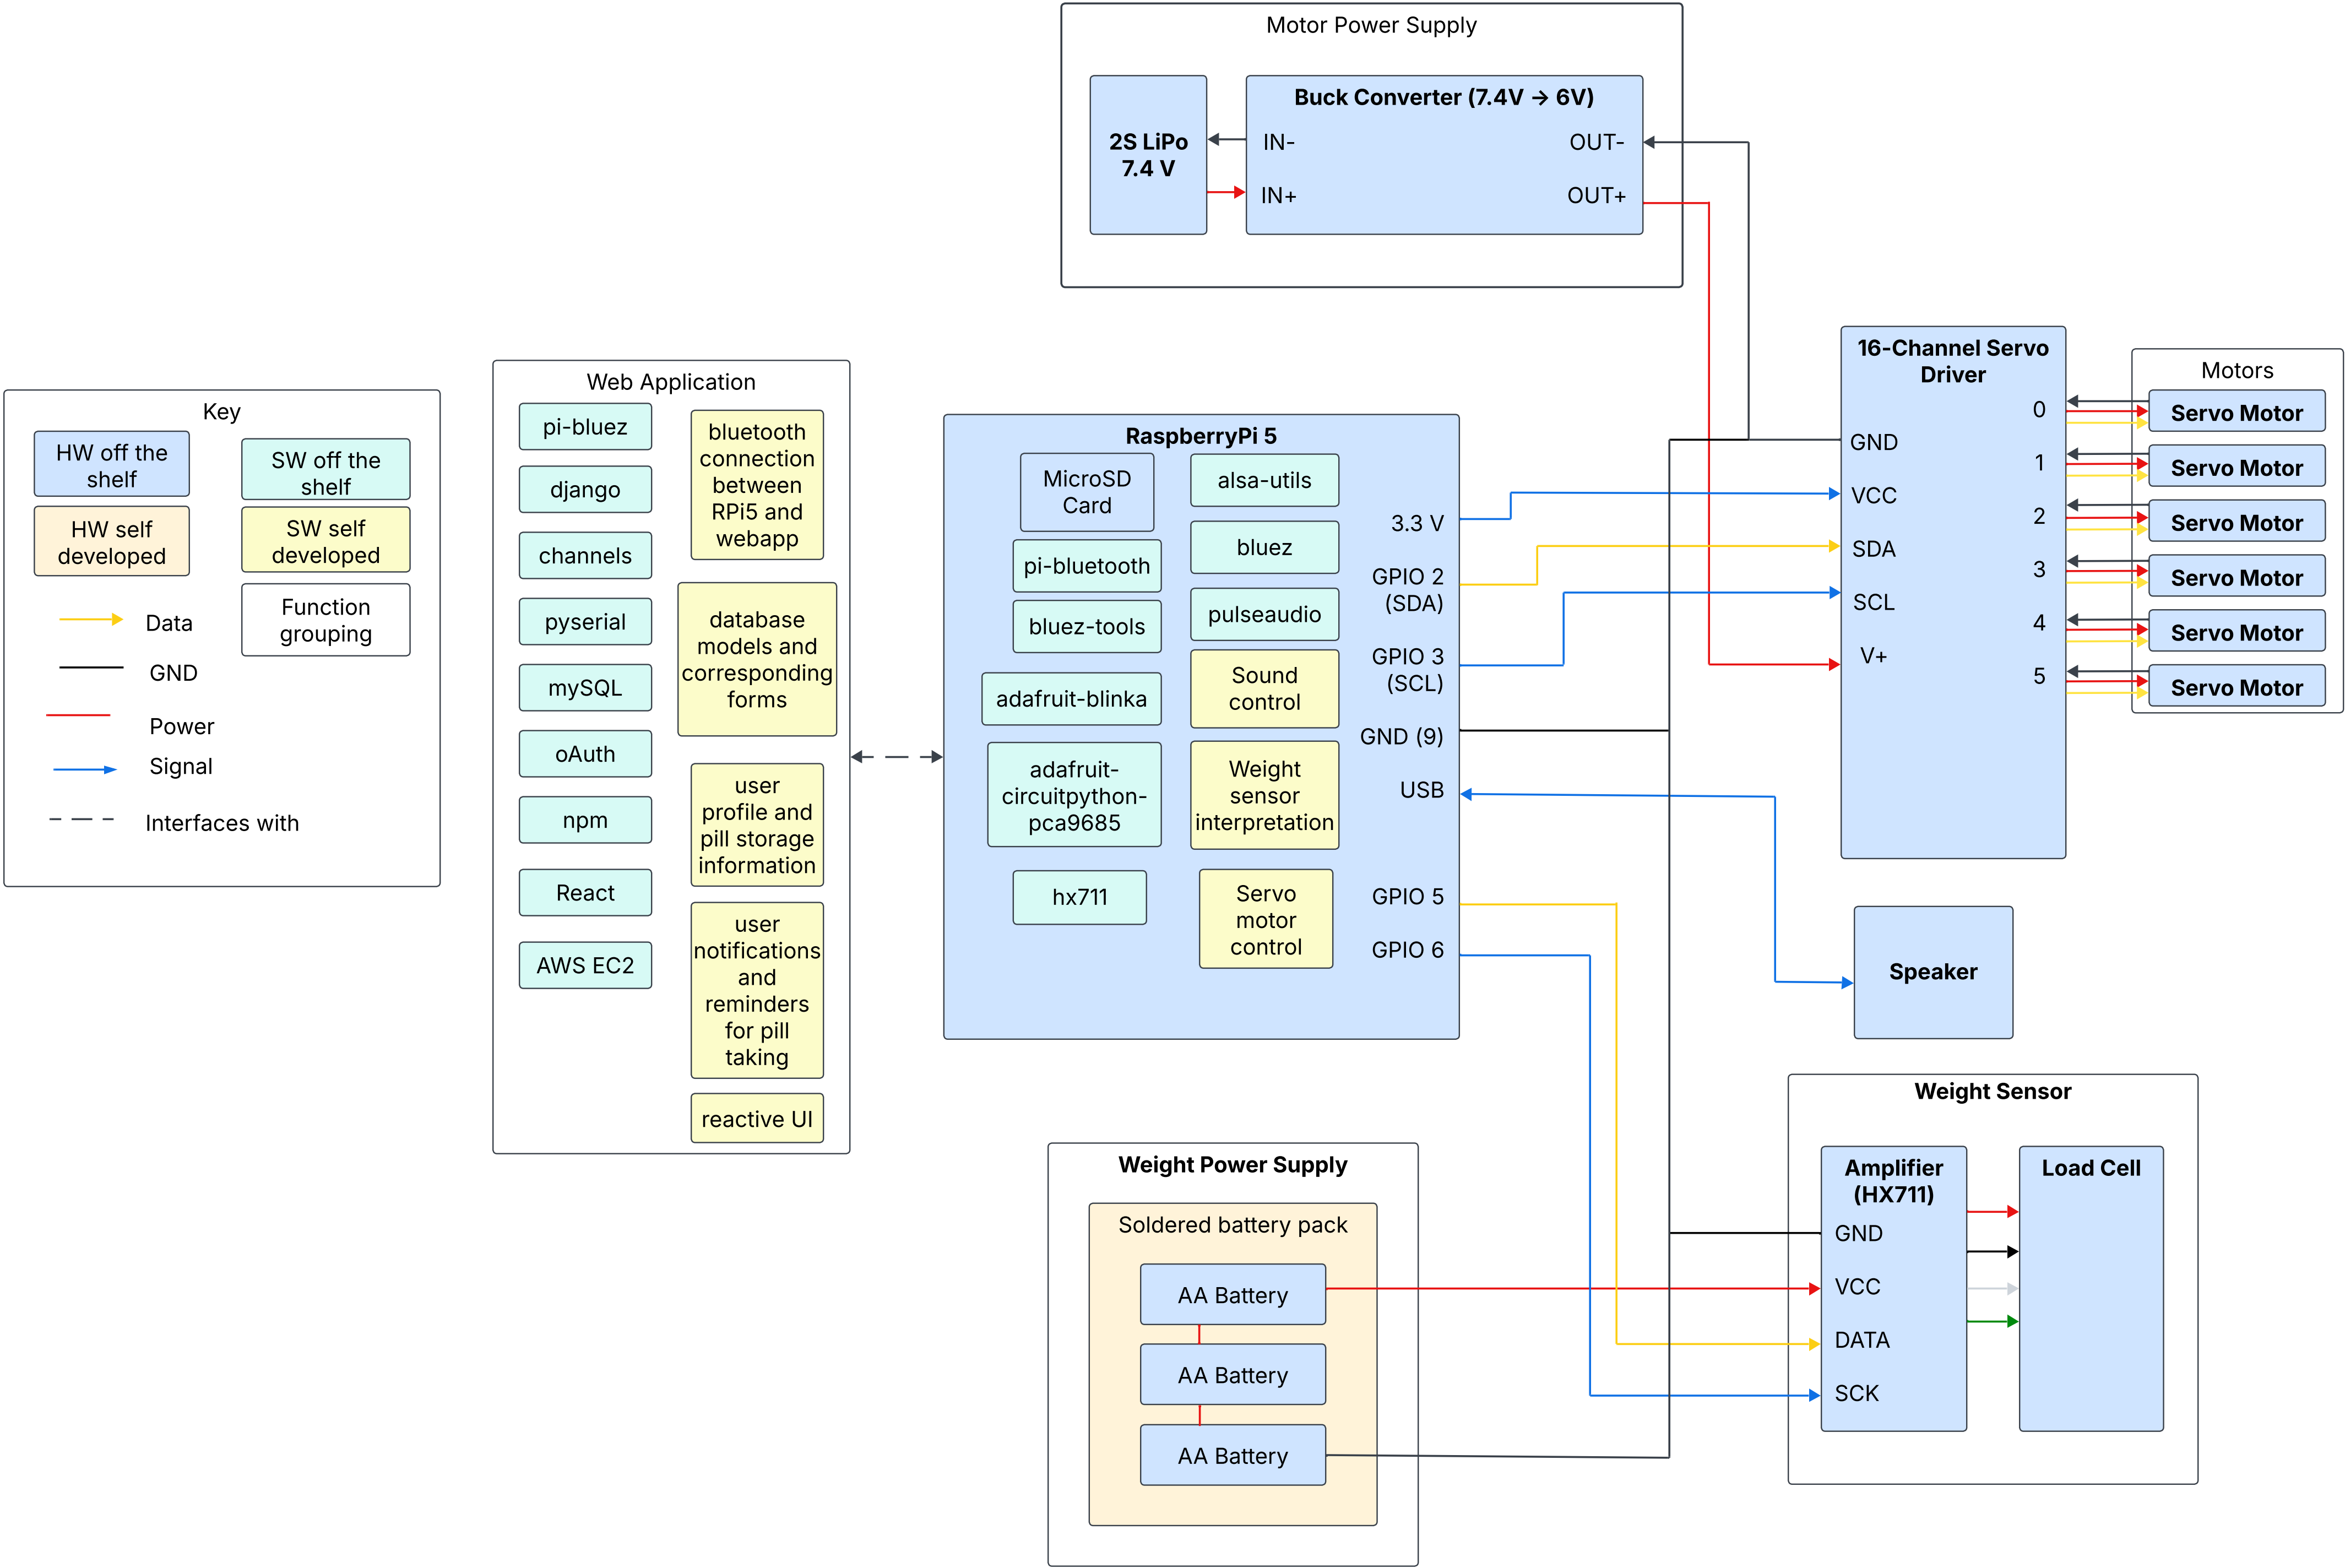 Motor Power Supply
2S LiPo
7.4 V
Buck Converter (7.4V → 6V)
IN-
IN+
OUT-
OUT+
Key
HW off the
shelf
SW off the
shelf
HW self
developed
SW self
developed
Function
grouping
Data
GND
Power
Signal
Interfaces with
Web Application
pi-bluez
django
channels
pyserial
mySQL
oAuth
npm
React
AWS EC2
bluetooth
connection
between
RPi5 and
webapp
database
models and
corresponding
forms
user
profile and
pill storage
information
user
notifications
and
reminders
for pill
taking
reactive UI
RaspberryPi 5
MicroSD
Card
pi-bluetooth
bluez-tools
adafruit-blinka
adafruit-
circuitpython-
pca9685
hx711
alsa-utils
bluez
pulseaudio
Sound
control
Weight
sensor
interpretation
Servo
motor
control
3.3 V
GPIO 2
(SDA)
GPIO 3
(SCL)
GND (9)
USB
GPIO 5
GPIO 6
16-Channel Servo
Driver
GND
VCC
SDA
SCL
V+
0
1
2
3
4
5
Motors
Servo Motor
Servo Motor
Servo Motor
Servo Motor
Servo Motor
Servo Motor
Speaker
Weight Power Supply
Soldered battery pack
AA Battery
AA Battery
AA Battery
Weight Sensor
Amplifier
(HX711)
GND
VCC
DATA
SCK
Load Cell